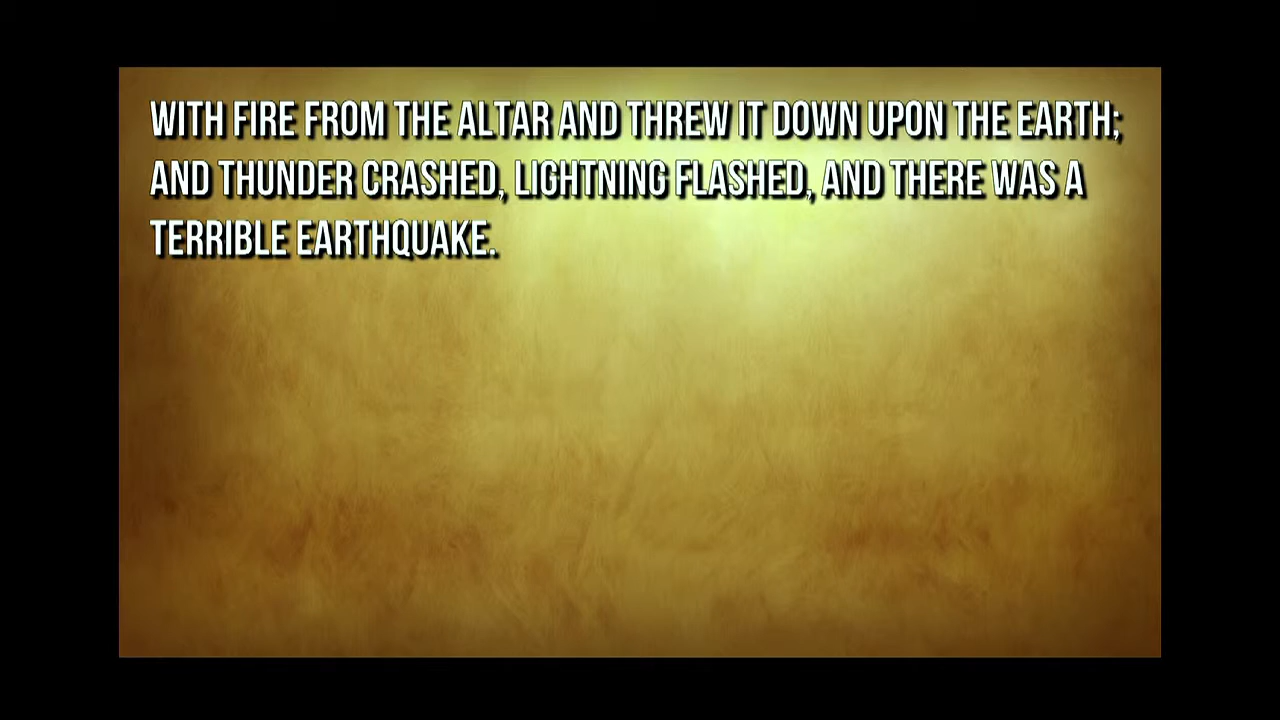 WITH FIRE FROM THE ALTAR AND THREW IT DOWN UPON THE EARTH;
AND THUNDER CRASHED, LIGHTNING FLASHED, AND THERE WAS A
TERRIBLE EARTHQUAKE.